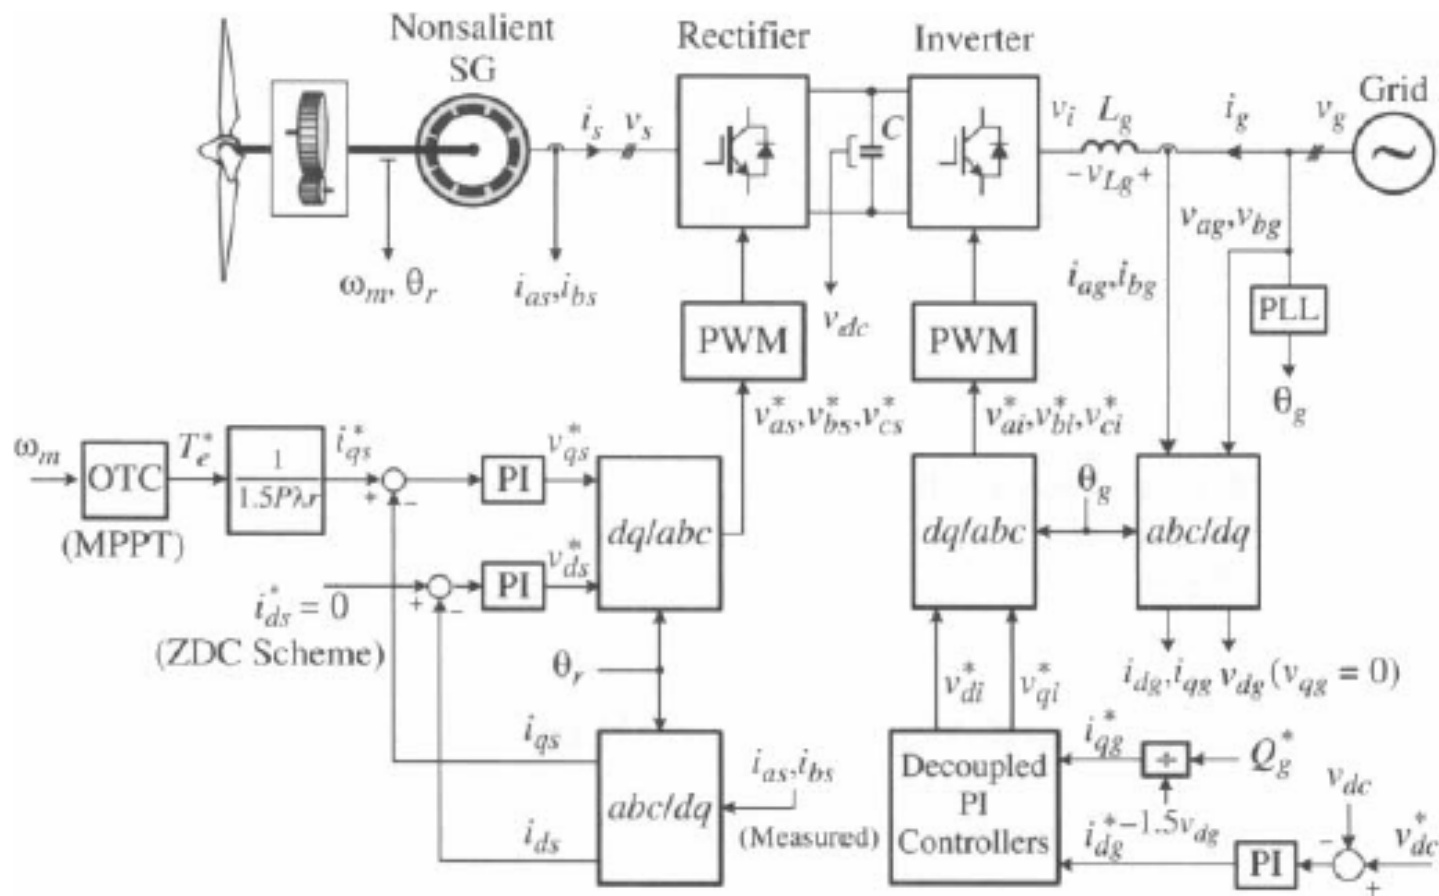 Nonsalient
SG
Rectifier
Inverter
Grid
i_s v_s
C
v_i L_g
i_g v_g
- v_Lg +
v_ag, v_bg
i_ag, i_bg
ω_m, θ_r
i_as, i_bs
v_dc
PLL
θ_g
PWM
PWM
v*_as, v*_bs, v*_cs
v*_ai, v*_bi, v*_ci
ω_m
OTC
(MPPT)
T*_e
1
1.5Pλr
i*_qs
+ -
PI
v*_qs
dq/abc
dq/abc
θ_g
abc/dq
i*_ds = 0
(ZDC Scheme)
+ -
PI
v*_ds
θ_r
v*_di
v*_qi
i_dg, i_qg v_dg (v_qg = 0)
i_qs
i_ds
abc/dq
i_as, i_bs
(Measured)
Decoupled
PI
Controllers
i*_qg
÷
Q*_g
-1.5v_dg
i*_dg
PI
v_dc
-
+
v*_dc